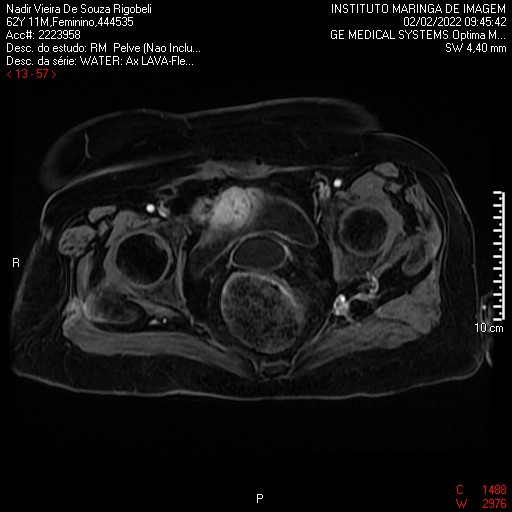 Nadir Vieira De Souza Rigobeli
62Y 11M,Feminino,444535
Acc#: 2223958
Desc. do estudo: RM Pelve (Nao Inclu...
Desc. da série: WATER: Ax LAVA-Fle...
< 13 - 57 >
INSTITUTO MARINGA DE IMAGEM
02/02/2022 09:45:42
GE MEDICAL SYSTEMS Optima M...
SW 4,40 mm
R
10 cm
P
C 1488
W 2976